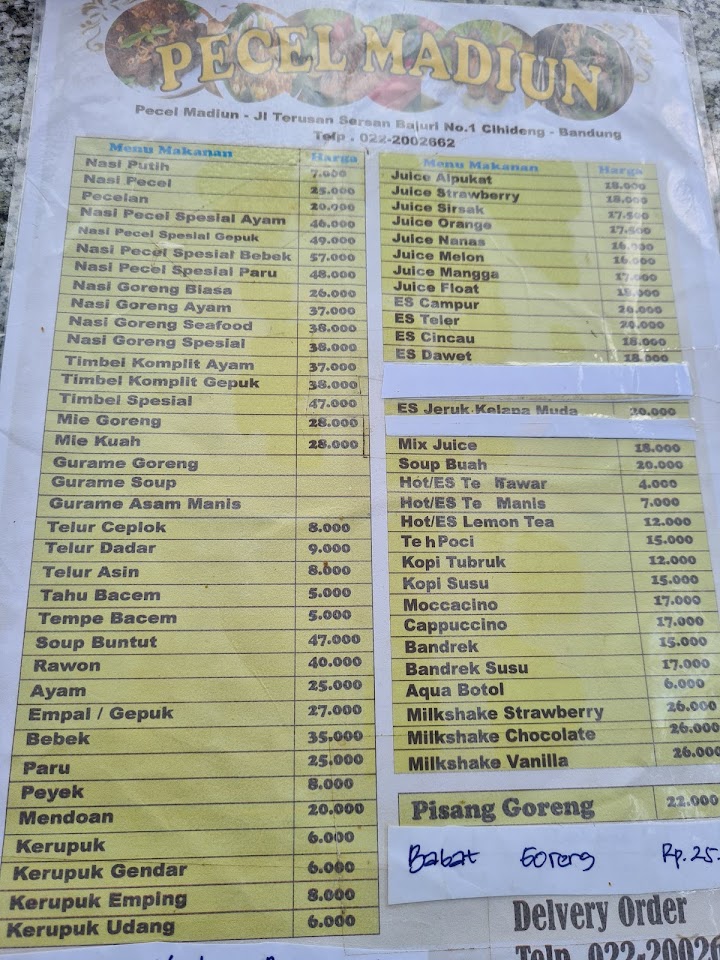 PECEL MADIUN
Pecel Madiun - Jl Terusan Sersan Bajuri No.1 Cihideng - Bandung
Telp . 022-2002662
Menu Makanan Harga
Nasi Putih 7.000
Nasi Pecel 25.000
Pecelan 20.000
Nasi Pecel Spesial Ayam 46.000
Nasi Pecel Spesial Gepuk 49.000
Nasi Pecel Spesial Bebek 57.000
Nasi Pecel Spesial Paru 48.000
Nasi Goreng Biasa 26.000
Nasi Goreng Ayam 37.000
Nasi Goreng Seafood 38.000
Nasi Goreng Spesial 38.000
Timbel Komplit Ayam 37.000
Timbel Komplit Gepuk 38.000
Timbel Spesial 47.000
Mie Goreng 28.000
Mie Kuah 28.000
Gurame Goreng
Gurame Soup
Gurame Asam Manis
Telur Ceplok 8.000
Telur Dadar 9.000
Telur Asin 8.000
Tahu Bacem 5.000
Tempe Bacem 5.000
Soup Buntut 47.000
Rawon 40.000
Ayam 25.000
Empal / Gepuk 27.000
Bebek 35.000
Paru 25.000
Peyek 8.000
Mendoan 20.000
Kerupuk 6.000
Kerupuk Gendar 6.000
Kerupuk Emping 8.000
Kerupuk Udang 6.000
Menu Makanan Harga
Juice Alpukat 18.000
Juice Strawberry 18.000
Juice Sirsak 17.500
Juice Orange 17.500
Juice Nanas 16.000
Juice Melon 16.000
Juice Mangga 17.000
Juice Float 18.000
ES Campur 20.000
ES Teler 20.000
ES Cincau 18.000
ES Dawet 18.000
ES Jeruk Kelapa Muda 20.000
Mix Juice 18.000
Soup Buah 20.000
Hot/ES Te Tawar 4.000
Hot/ES Te Manis 7.000
Hot/ES Lemon Tea 12.000
Teh Poci 15.000
Kopi Tubruk 12.000
Kopi Susu 15.000
Moccacino 17.000
Cappuccino 17.000
Bandrek 15.000
Bandrek Susu 17.000
Aqua Botol 6.000
Milkshake Strawberry 26.000
Milkshake Chocolate 26.000
Milkshake Vanilla 26.000
Pisang Goreng 22.000
Babat Goreng Rp.25.
Delvery Order
Telp 022-20026